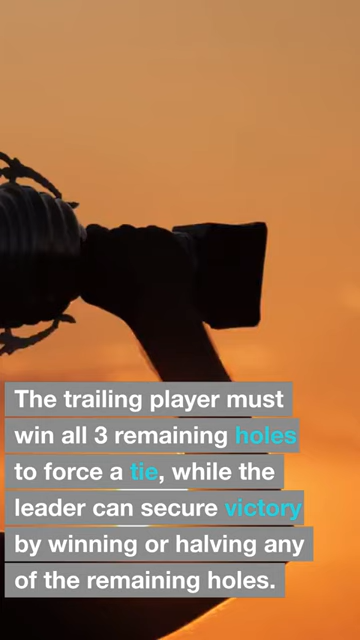 The trailing player must
win all 3 remaining holes
to force a tie, while the
leader can secure victory
by winning or halving any
of the remaining holes.